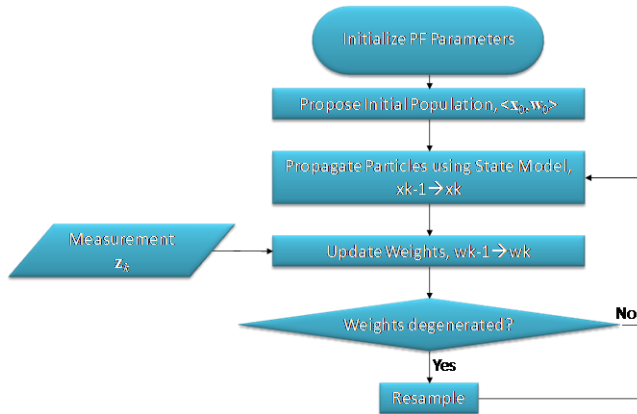 Initialize PF Parameters
Propose Initial Population, <x₀,w₀>
Propagate Particles using State Model,
xk-1→xk
Measurement
zₖ
Update Weights, wk-1→wk
Weights degenerated?
No
Yes
Resample